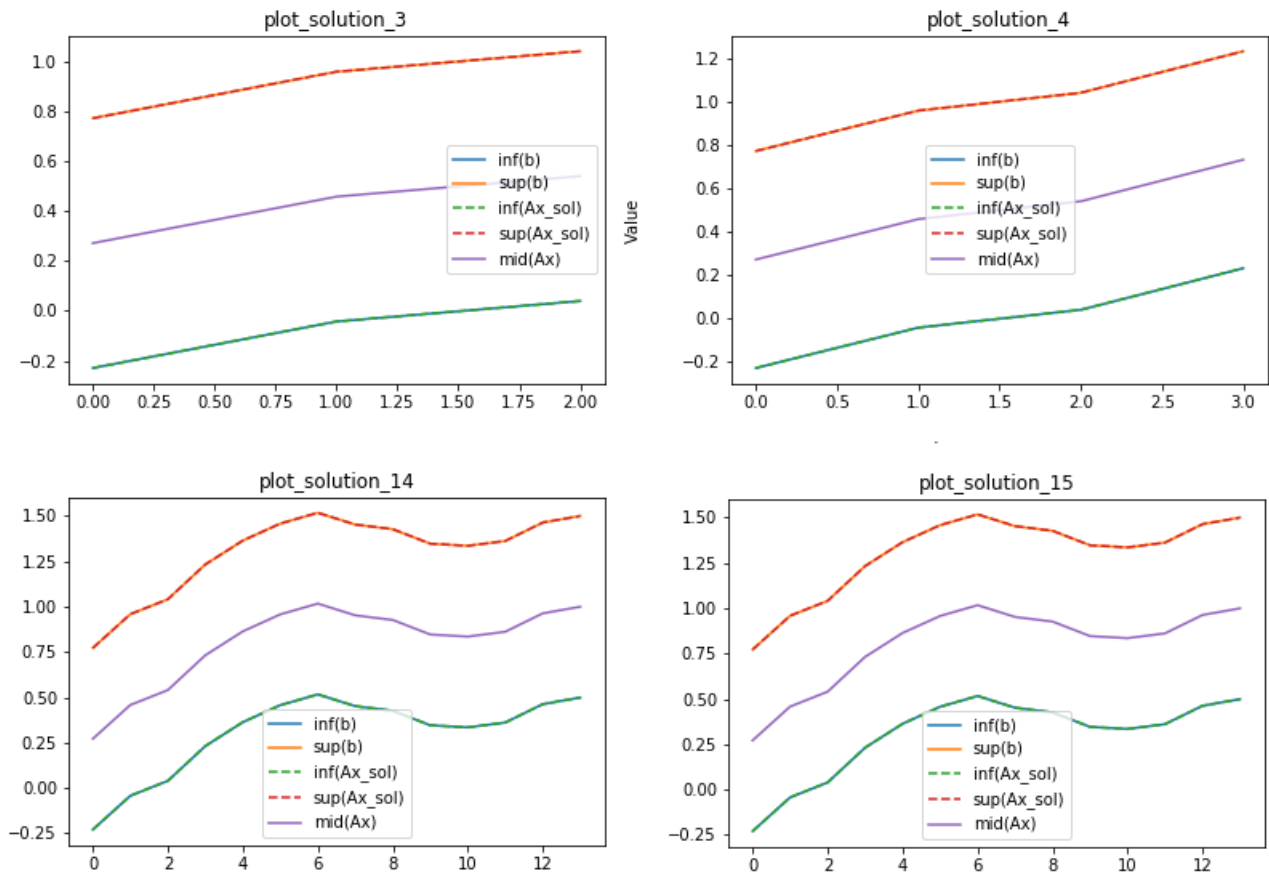 plot_solution_3
1.0
0.8
0.6
0.4
0.2
0.0
−0.2
inf(b)
sup(b)
inf(Ax_sol)
sup(Ax_sol)
mid(Ax)
0.00 0.25 0.50 0.75 1.00 1.25 1.50 1.75 2.00
plot_solution_4
Value
1.2
1.0
0.8
0.6
0.4
0.2
0.0
−0.2
inf(b)
sup(b)
inf(Ax_sol)
sup(Ax_sol)
mid(Ax)
0.0 0.5 1.0 1.5 2.0 2.5 3.0
plot_solution_14
1.50
1.25
1.00
0.75
0.50
0.25
0.00
−0.25
inf(b)
sup(b)
inf(Ax_sol)
sup(Ax_sol)
mid(Ax)
0 2 4 6 8 10 12
plot_solution_15
1.50
1.25
1.00
0.75
0.50
0.25
0.00
−0.25
inf(b)
sup(b)
inf(Ax_sol)
sup(Ax_sol)
mid(Ax)
0 2 4 6 8 10 12